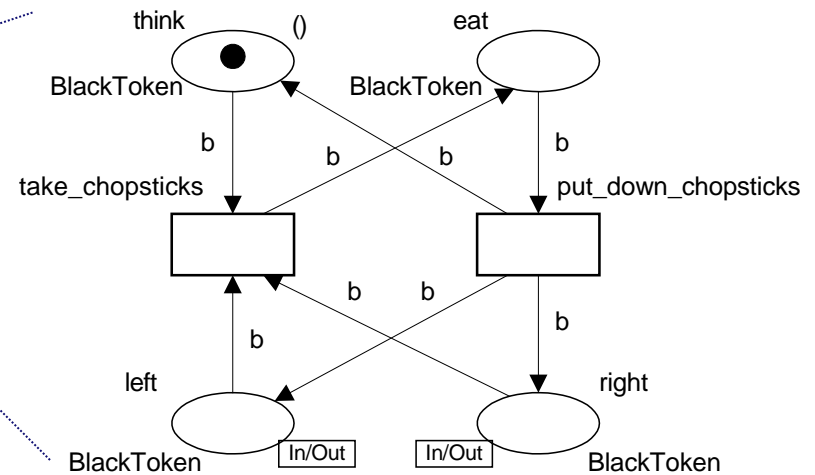 think
()
eat
BlackToken
BlackToken
b
b
b
b
take_chopsticks
put_down_chopsticks
b
b
b
b
left
right
In/Out
In/Out
BlackToken
BlackToken